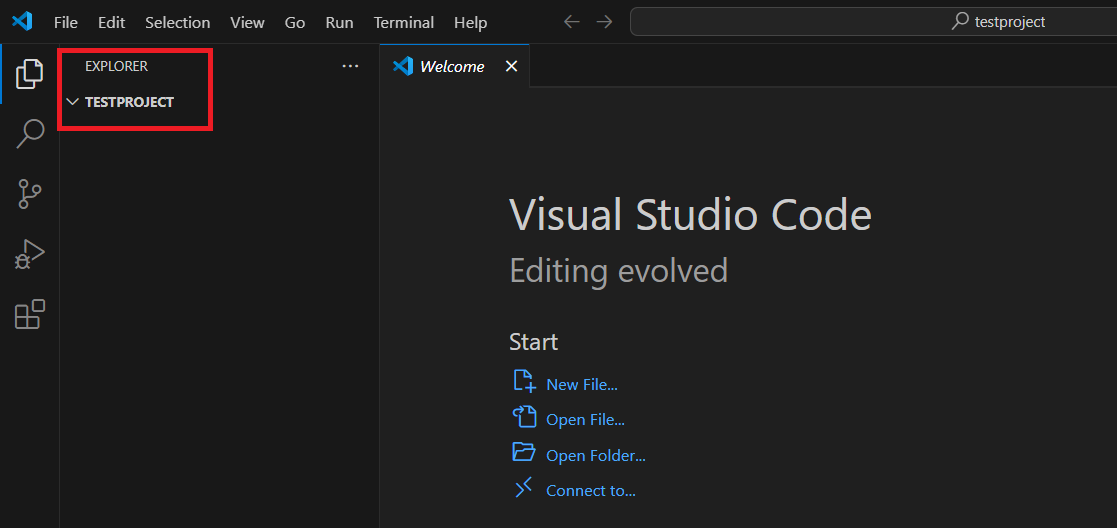 File Edit Selection View Go Run Terminal Help
testproject
EXPLORER
TESTPROJECT
Welcome
Visual Studio Code
Editing evolved
Start
New File...
Open File...
Open Folder...
Connect to...